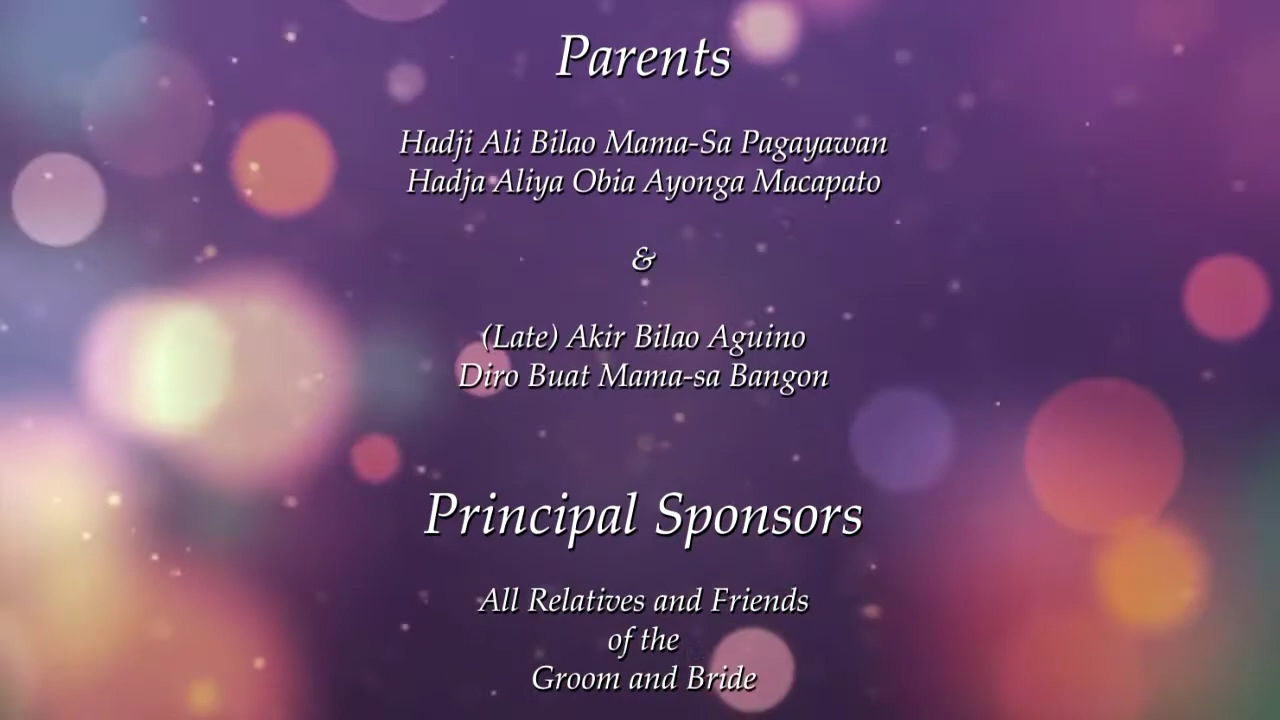 Parents
Hadji Ali Bilao Mama-Sa Pagayawan
Hadja Aliya Obia Ayonga Macapato
&
(Late) Akir Bilao Aguino
Diro Buat Mama-sa Bangon
Principal Sponsors
All Relatives and Friends
of the
Groom and Bride